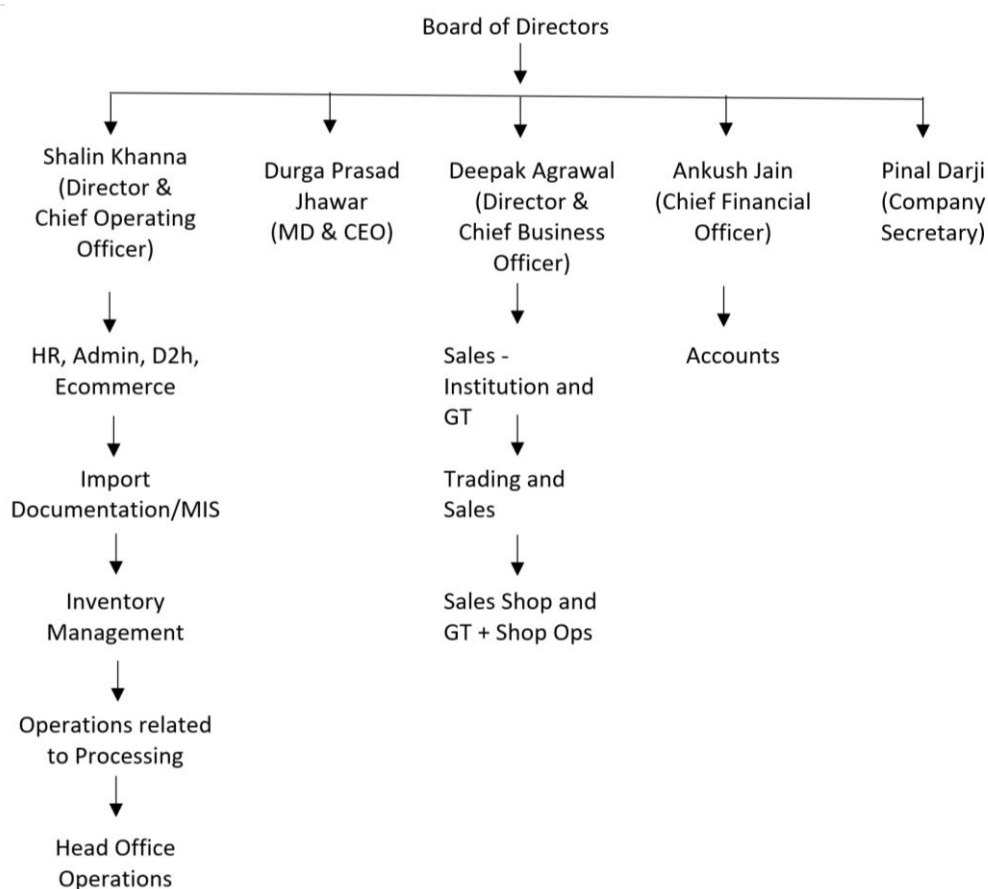 Board of Directors
Shalin Khanna
(Director &
Chief Operating
Officer)
Durga Prasad
Jhawar
(MD & CEO)
Deepak Agrawal
(Director &
Chief Business
Officer)
Ankush Jain
(Chief Financial
Officer)
Pinal Darji
(Company
Secretary)
HR, Admin, D2h,
Ecommerce
Sales -
Institution and
GT
Accounts
Import
Documentation/MIS
Trading and
Sales
Inventory
Management
Sales Shop and
GT + Shop Ops
Operations related
to Processing
Head Office
Operations